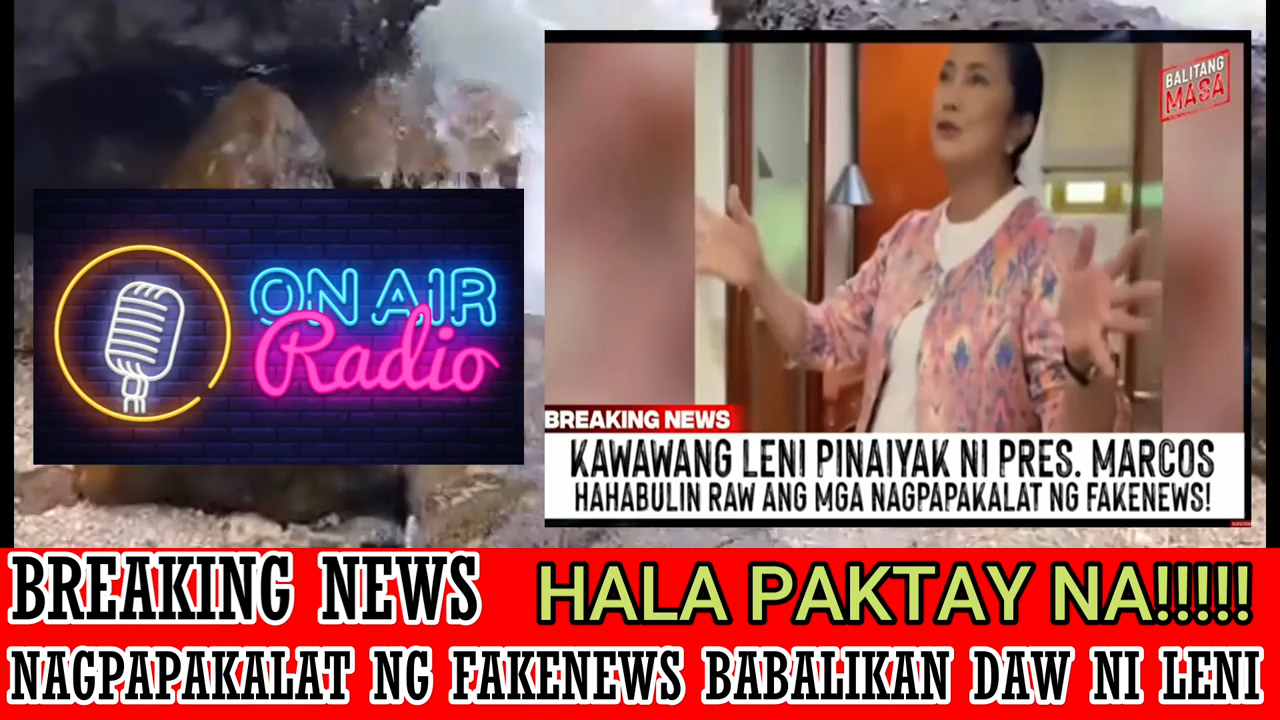 BALITANG
MASA
ON AIR
Radio
BREAKING NEWS
KAWAWANG LENI PINAIYAK NI PRES. MARCOS
HAHABULIN RAW ANG MGA NAGPAPAKALAT NG FAKENEWS!
SUBSCRIBE
BREAKING NEWS
HALA PAKTAY NA!!!!!
NAGPAPAKALAT NG FAKENEWS BABALIKAN DAW NI LENI